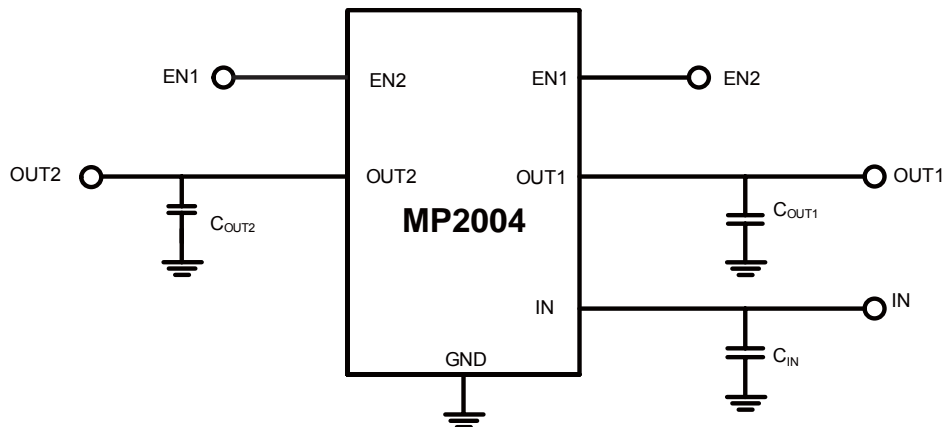 EN1 EN2 EN1 EN2
OUT2 OUT2 OUT1 OUT1
COUT2 MP2004 COUT1
IN IN
GND CIN